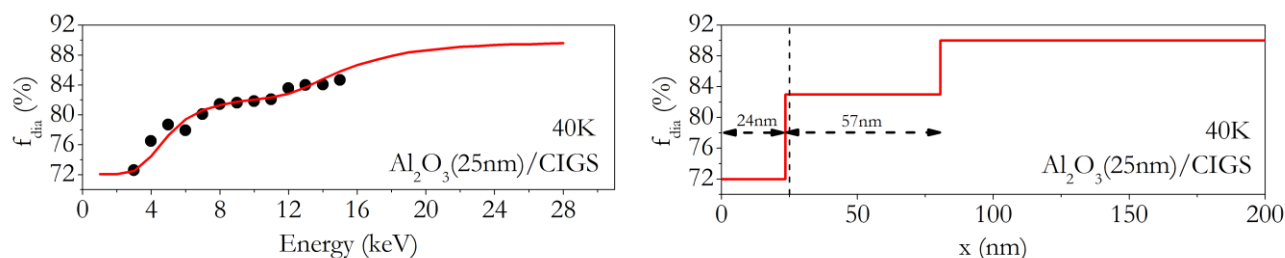 92
88
84
80
76
72
f_dia (%)
40K
Al₂O₃(25nm)/CIGS
0 4 8 12 16 20 24 28
Energy (keV)
92
88
84
80
76
72
f_dia (%)
24nm 57nm
40K
Al₂O₃(25nm)/CIGS
0 50 100 150 200
x (nm)